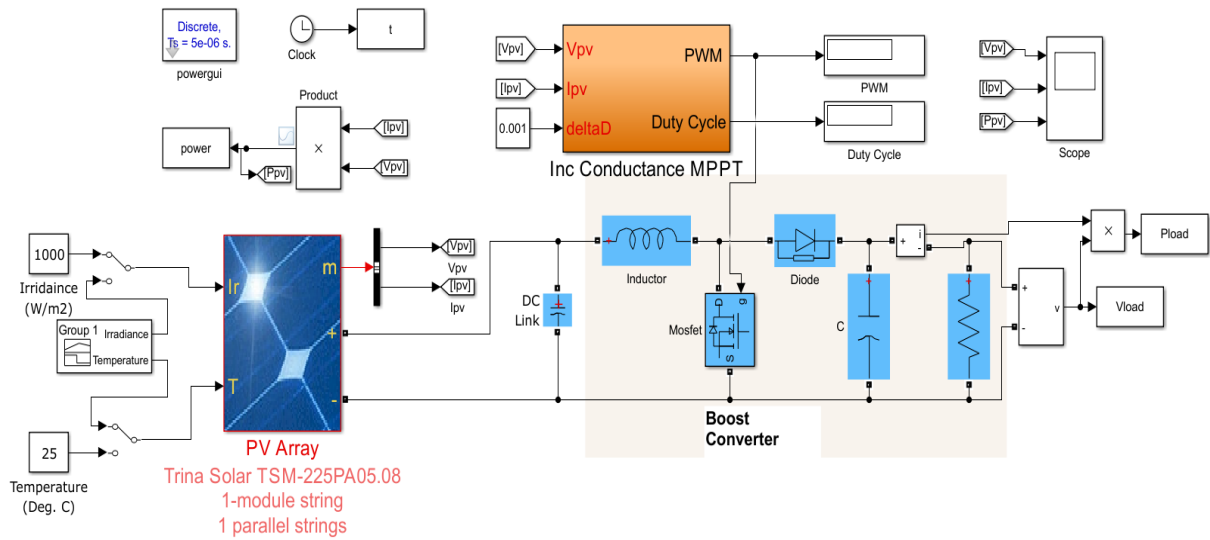 Discrete,
Ts = 5e-06 s.
powergui
Clock
t
Product
power
×
[Ipv]
[Vpv]
[Ppv]
[Vpv]
[Ipv]
0.001
Vpv
Ipv
deltaD
PWM
Duty Cycle
Inc Conductance MPPT
PWM
Duty Cycle
[Vpv]
[Ipv]
[Ppv]
Scope
1000
Irridaince
(W/m2)
Group 1
Irradiance
Temperature
25
Temperature
(Deg. C)
Ir
T
m
+
-
PV Array
Trina Solar TSM-225PA05.08
1-module string
1 parallel strings
[Vpv]
Vpv
[Ipv]
Ipv
DC
Link
+
+
Inductor
Mosfet
D
g
S
Diode
C
+
+
i
+
-
+
-
v
×
Pload
Vload
Boost
Converter